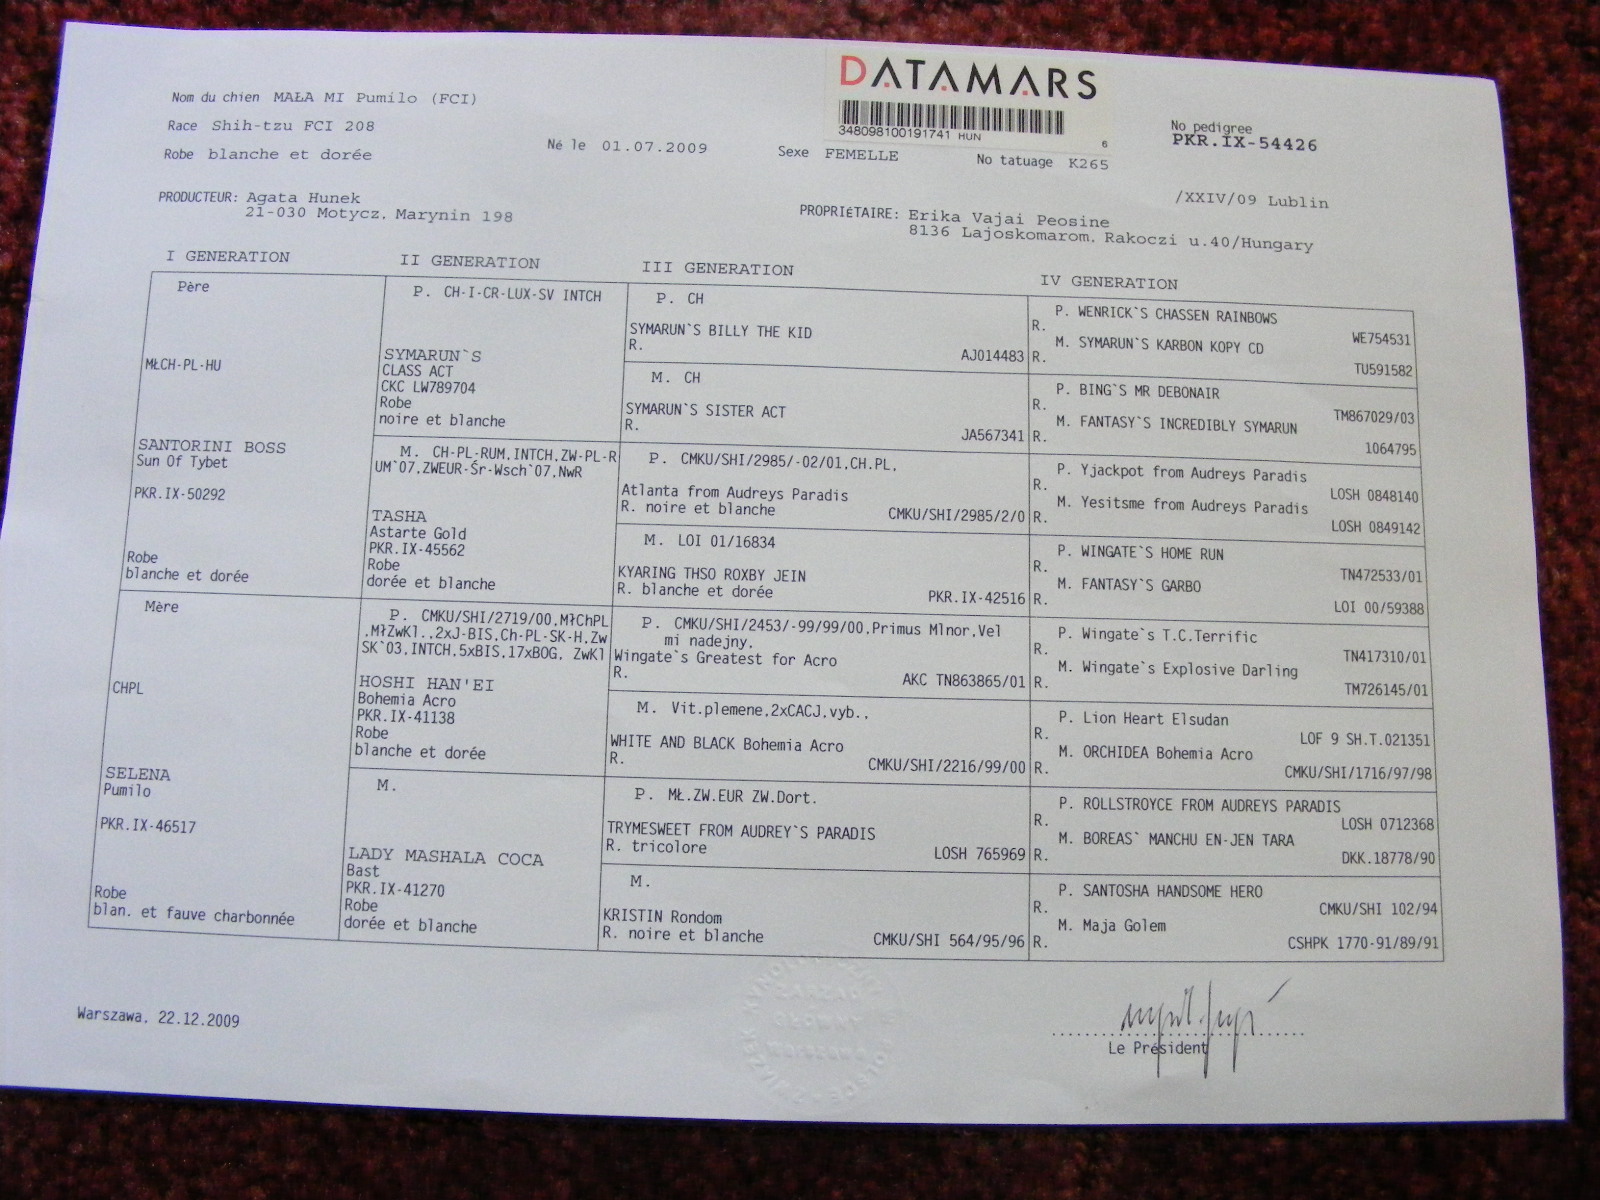 DATAMARS
348098100191741 HUN
6
Nom du chien MAŁA MI Pumilo (FCI)
Race Shih-tzu FCI 208
Robe blanche et dorée
Né le 01.07.2009
Sexe FEMELLE
No tatuage K265
No pedigree
PKR.IX-54426
/XXIV/09 Lublin
PRODUCTEUR: Agata Hunek
21-030 Motycz, Marynin 198
PROPRIÉTAIRE: Erika Vajai Peosine
8136 Lajoskomarom, Rakoczi u.40/Hungary
I GENERATION
II GENERATION
III GENERATION
IV GENERATION
Père
MŁCH-PL-HU
SANTORINI BOSS
Sun Of Tybet
PKR.IX-50292
Robe
blanche et dorée
Mère
CHPL
SELENA
Pumilo
PKR.IX-46517
Robe
blan. et fauve charbonnée
P. CH-I-CR-LUX-SV INTCH
SYMARUN`S
CLASS ACT
CKC LW789704
Robe
noire et blanche
M. CH-PL-RUM,INTCH,ZW-PL-R
UM`07,ZWEUR-Śr-Wsch`07,NwR
TASHA
Astarte Gold
PKR.IX-45562
Robe
dorée et blanche
P. CMKU/SHI/2719/00,MłChPL
,MłZwKl.,2xJ-BIS,Ch-PL-SK-H,Zw
SK`03,INTCH,5xBIS,17xBOG, ZwKl
HOSHI HAN'EI
Bohemia Acro
PKR.IX-41138
Robe
blanche et dorée
M.
LADY MASHALA COCA
Bast
PKR.IX-41270
Robe
dorée et blanche
P. CH
SYMARUN`S BILLY THE KID
R. AJ014483
M. CH
SYMARUN`S SISTER ACT
R. JA567341
P. CMKU/SHI/2985/-02/01,CH.PL,
Atlanta from Audreys Paradis
R. noire et blanche CMKU/SHI/2985/2/0
M. LOI 01/16834
KYARING THSO ROXBY JEIN
R. blanche et dorée PKR.IX-42516
P. CMKU/SHI/2453/-99/99/00,Primus Mlnor,Vel
mi nadejny,
Wingate`s Greatest for Acro
R. AKC TN863865/01
M. Vit.plemene,2xCACJ,vyb.,
WHITE AND BLACK Bohemia Acro
R. CMKU/SHI/2216/99/00
P. MŁ.ZW.EUR ZW.Dort.
TRYMESWEET FROM AUDREY`S PARADIS
R. tricolore LOSH 765969
M.
KRISTIN Rondom
R. noire et blanche CMKU/SHI 564/95/96
P. WENRICK`S CHASSEN RAINBOWS
R. WE754531
M. SYMARUN`S KARBON KOPY CD
R. TU591582
P. BING`S MR DEBONAIR
R. TM867029/03
M. FANTASY`S INCREDIBLY SYMARUN
R. 1064795
P. Yjackpot from Audreys Paradis
R. LOSH 0848140
M. Yesitsme from Audreys Paradis
R. LOSH 0849142
P. WINGATE`S HOME RUN
R. TN472533/01
M. FANTASY`S GARBO
R. LOI 00/59388
P. Wingate`s T.C.Terrific
R. TN417310/01
M. Wingate`s Explosive Darling
R. TM726145/01
P. Lion Heart Elsudan
R. LOF 9 SH.T.021351
M. ORCHIDEA Bohemia Acro
R. CMKU/SHI/1716/97/98
P. ROLLSTROYCE FROM AUDREYS PARADIS
R. LOSH 0712368
M. BOREAS` MANCHU EN-JEN TARA
R. DKK.18778/90
P. SANTOSHA HANDSOME HERO
R. CMKU/SHI 102/94
M. Maja Golem
R. CSHPK 1770-91/89/91
Warszawa, 22.12.2009
ZARZĄD
GŁÓWNY
Le Président